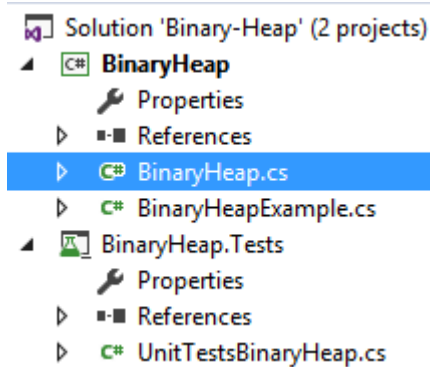 Solution 'Binary-Heap' (2 projects)
C# BinaryHeap
Properties
References
C# BinaryHeap.cs
C# BinaryHeapExample.cs
BinaryHeap.Tests
Properties
References
C# UnitTestsBinaryHeap.cs